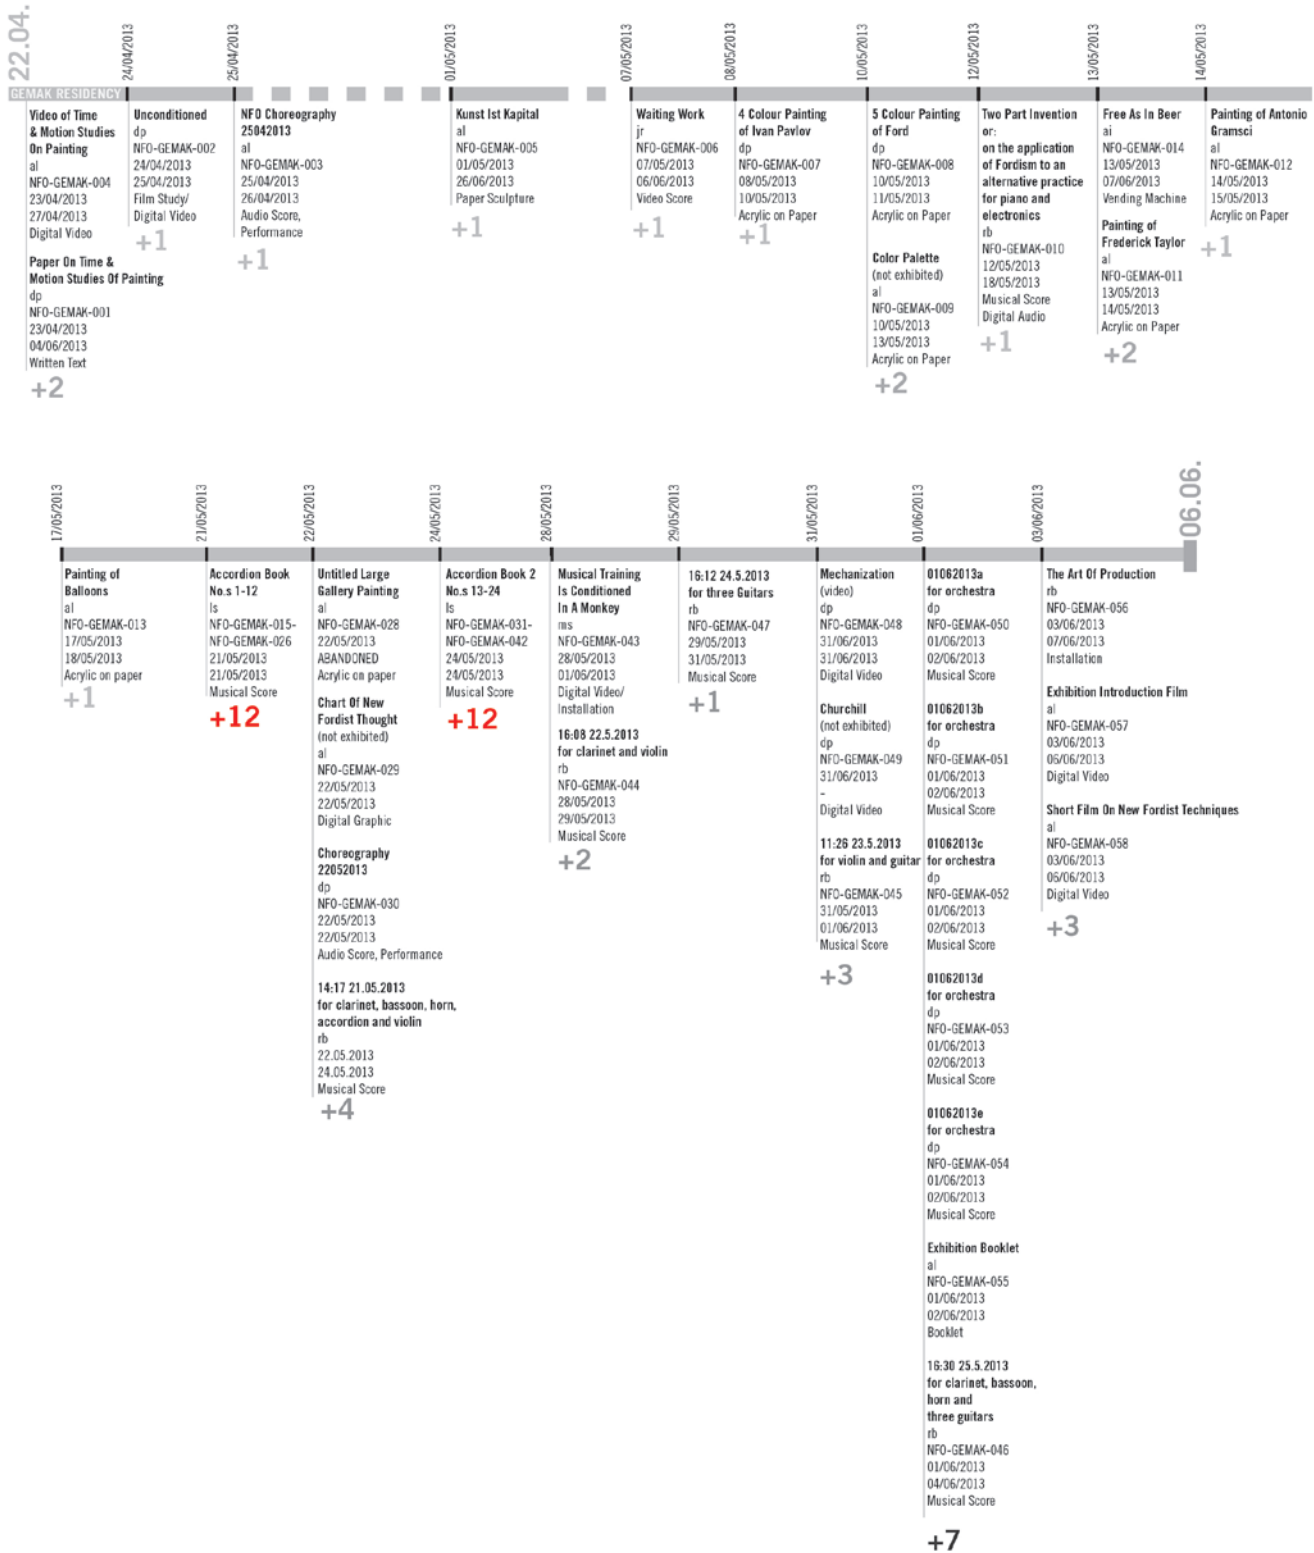 22.04.
24/04/2013
25/04/2013
01/05/2013
07/05/2013
08/05/2013
10/05/2013
12/05/2013
13/05/2013
14/05/2013
GEMAK RESIDENCY
Video of Time
& Motion Studies
On Painting
al
NFO-GEMAK-004
23/04/2013
27/04/2013
Digital Video
Paper On Time &
Motion Studies Of Painting
dp
NFO-GEMAK-001
23/04/2013
04/06/2013
Written Text
+2
Unconditioned
dp
NFO-GEMAK-002
24/04/2013
25/04/2013
Film Study/
Digital Video
+1
NFO Choreography
25042013
al
NFO-GEMAK-003
25/04/2013
26/04/2013
Audio Score,
Performance
+1
Kunst Ist Kapital
al
NFO-GEMAK-005
01/05/2013
26/06/2013
Paper Sculpture
+1
Waiting Work
jr
NFO-GEMAK-006
07/05/2013
06/06/2013
Video Score
+1
4 Colour Painting
of Ivan Pavlov
dp
NFO-GEMAK-007
08/05/2013
10/05/2013
Acrylic on Paper
+1
5 Colour Painting
of Ford
dp
NFO-GEMAK-008
10/05/2013
11/05/2013
Acrylic on Paper
Color Palette
(not exhibited)
al
NFO-GEMAK-009
10/05/2013
13/05/2013
Acrylic on Paper
+2
Two Part Invention
or:
on the application
of Fordism to an
alternative practice
for piano and
electronics
rb
NFO-GEMAK-010
12/05/2013
18/05/2013
Musical Score
Digital Audio
+1
Free As In Beer
ai
NFO-GEMAK-014
13/05/2013
07/06/2013
Vending Machine
Painting of
Frederick Taylor
al
NFO-GEMAK-011
13/05/2013
14/05/2013
Acrylic on Paper
+2
Painting of Antonio
Gramsci
al
NFO-GEMAK-012
14/05/2013
15/05/2013
Acrylic on Paper
+1
17/05/2013
21/05/2013
22/05/2013
24/05/2013
28/05/2013
29/05/2013
31/05/2013
01/06/2013
03/06/2013
06.06.
Painting of
Balloons
al
NFO-GEMAK-013
17/05/2013
18/05/2013
Acrylic on paper
+1
Accordion Book
No.s 1-12
ls
NFO-GEMAK-015-
NFO-GEMAK-026
21/05/2013
21/05/2013
Musical Score
+12
Untitled Large
Gallery Painting
al
NFO-GEMAK-028
22/05/2013
ABANDONED
Acrylic on paper
Chart Of New
Fordist Thought
(not exhibited)
al
NFO-GEMAK-029
22/05/2013
22/05/2013
Digital Graphic
Choreography
22052013
dp
NFO-GEMAK-030
22/05/2013
22/05/2013
Audio Score, Performance
14:17 21.05.2013
for clarinet, bassoon, horn,
accordion and violin
rb
22.05.2013
24.05.2013
Musical Score
+4
Accordion Book 2
No.s 13-24
ls
NFO-GEMAK-031-
NFO-GEMAK-042
24/05/2013
24/05/2013
Musical Score
+12
Musical Training
Is Conditioned
In A Monkey
ms
NFO-GEMAK-043
28/05/2013
01/06/2013
Digital Video/
Installation
16:08 22.5.2013
for clarinet and violin
rb
NFO-GEMAK-044
28/05/2013
29/05/2013
Musical Score
+2
16:12 24.5.2013
for three Guitars
rb
NFO-GEMAK-047
29/05/2013
31/05/2013
Musical Score
+1
Mechanization
(video)
dp
NFO-GEMAK-048
31/06/2013
31/06/2013
Digital Video
Churchill
(not exhibited)
dp
NFO-GEMAK-049
31/06/2013
-
Digital Video
11:26 23.5.2013
for violin and guitar
rb
NFO-GEMAK-045
31/05/2013
01/06/2013
Musical Score
+3
01062013a
for orchestra
dp
NFO-GEMAK-050
01/06/2013
02/06/2013
Musical Score
01062013b
for orchestra
dp
NFO-GEMAK-051
01/06/2013
02/06/2013
Musical Score
01062013c
for orchestra
dp
NFO-GEMAK-052
01/06/2013
02/06/2013
Musical Score
01062013d
for orchestra
dp
NFO-GEMAK-053
01/06/2013
02/06/2013
Musical Score
01062013e
for orchestra
dp
NFO-GEMAK-054
01/06/2013
02/06/2013
Musical Score
Exhibition Booklet
al
NFO-GEMAK-055
01/06/2013
02/06/2013
Booklet
16:30 25.5.2013
for clarinet, bassoon,
horn and
three guitars
rb
NFO-GEMAK-046
01/06/2013
04/06/2013
Musical Score
+7
The Art Of Production
rb
NFO-GEMAK-056
03/06/2013
07/06/2013
Installation
Exhibition Introduction Film
al
NFO-GEMAK-057
03/06/2013
06/06/2013
Digital Video
Short Film On New Fordist Techniques
al
NFO-GEMAK-058
03/06/2013
06/06/2013
Digital Video
+3